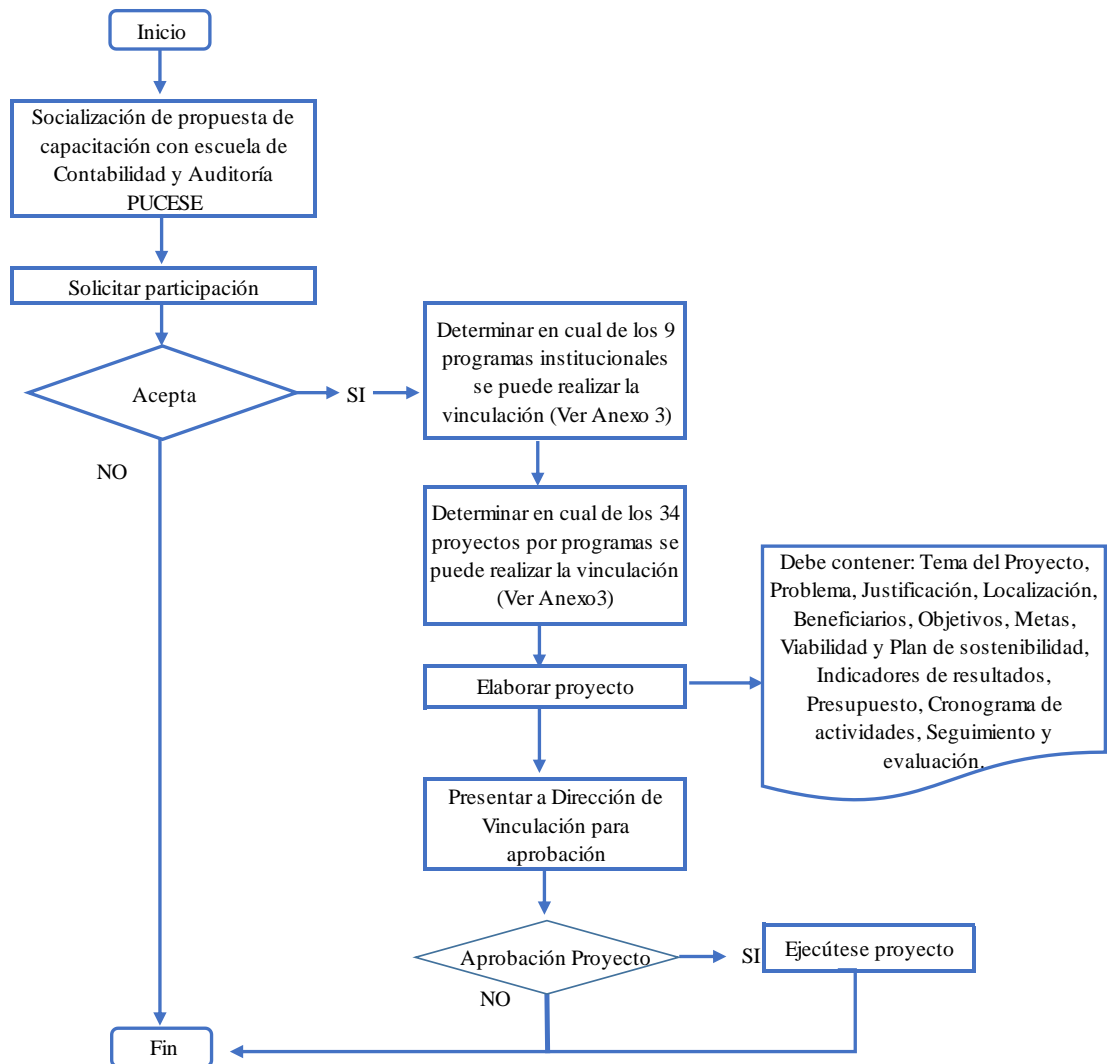 Inicio
Socialización de propuesta de
capacitación con escuela de
Contabilidad y Auditoría
PUCESE
Solicitar participación
Acepta
SI
NO
Determinar en cual de los 9
programas institucionales
se puede realizar la
vinculación (Ver Anexo 3)
Determinar en cual de los 34
proyectos por programas se
puede realizar la vinculación
(Ver Anexo3)
Elaborar proyecto
Debe contener: Tema del Proyecto,
Problema, Justificación, Localización,
Beneficiarios, Objetivos, Metas,
Viabilidad y Plan de sostenibilidad,
Indicadores de resultados,
Presupuesto, Cronograma de
actividades, Seguimiento y
evaluación.
Presentar a Dirección de
Vinculación para
aprobación
Aprobación Proyecto
SI
Ejecútese proyecto
NO
Fin